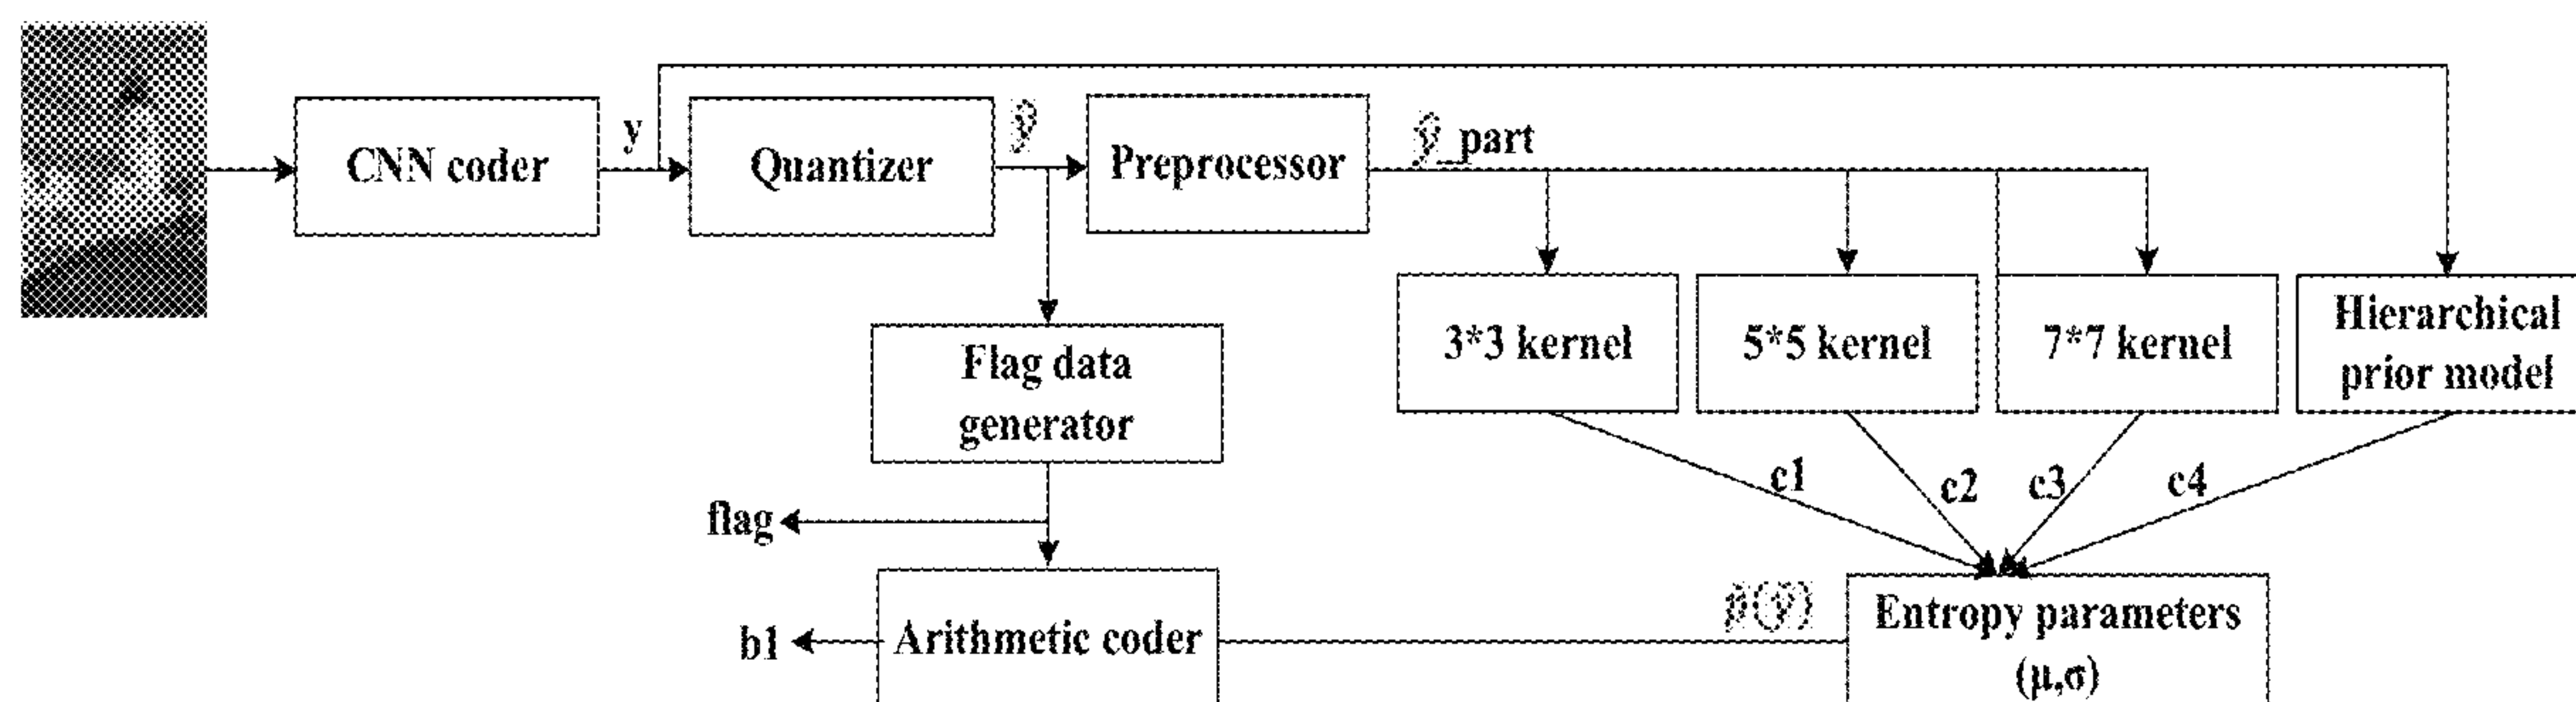 CNN coder
y
Quantizer
ŷ
Preprocessor
ŷ_part
3*3 kernel
5*5 kernel
7*7 kernel
Hierarchical
prior model
Flag data
generator
c1
c2
c3
c4
flag
b1
Arithmetic coder
p(ŷ)
Entropy parameters
(μ,σ)